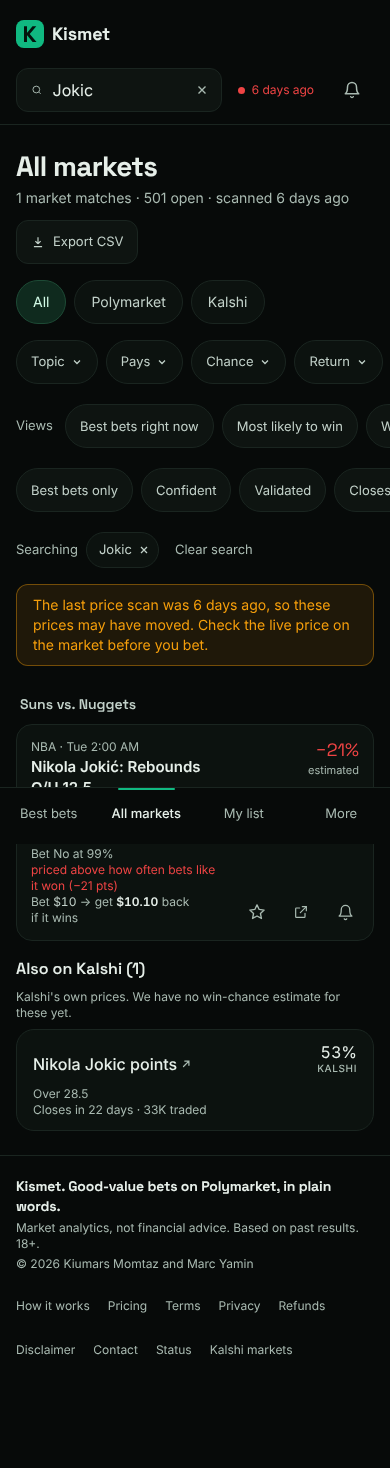 Kismet
Jokic
6 days ago
All markets
1 market matches · 501 open · scanned 6 days ago
Export CSV
All Polymarket Kalshi
Topic Pays Chance Return
Views Best bets right now Most likely to win
Best bets only Confident Validated Closes
Searching Jokic × Clear search
The last price scan was 6 days ago, so these
prices may have moved. Check the live price on
the market before you bet.
Suns vs. Nuggets
NBA · Tue 2:00 AM
−21%
Nikola Jokić: Rebounds
estimated
O/U 12.5
Best bets All markets My list More
Bet No at 99%
priced above how often bets like
it won (−21 pts)
Bet $10 → get $10.10 back
if it wins
Also on Kalshi (1)
Kalshi's own prices. We have no win-chance estimate for
these yet.
Nikola Jokic points ↗
53%
KALSHI
Over 28.5
Closes in 22 days · 33K traded
Kismet. Good-value bets on Polymarket, in plain
words.
Market analytics, not financial advice. Based on past results.
18+.
© 2026 Kiumars Momtaz and Marc Yamin
How it works Pricing Terms Privacy Refunds
Disclaimer Contact Status Kalshi markets